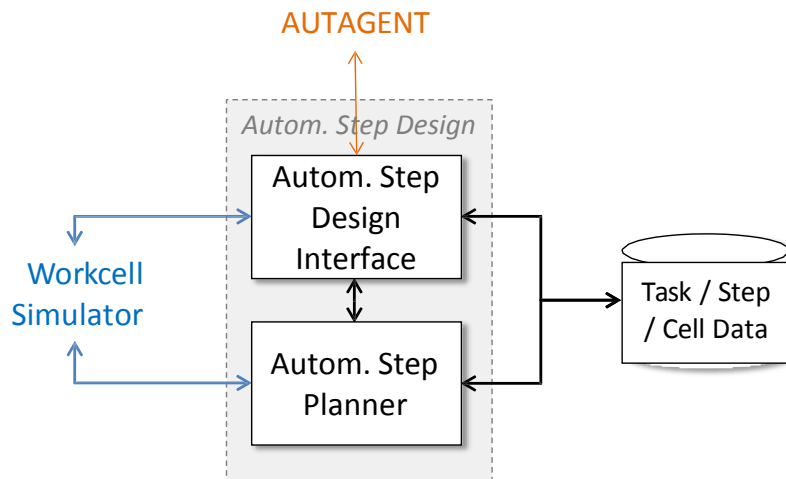 AUTAGENT
Autom. Step Design
Autom. Step
Design
Interface
Workcell
Simulator
Task / Step
/ Cell Data
Autom. Step
Planner